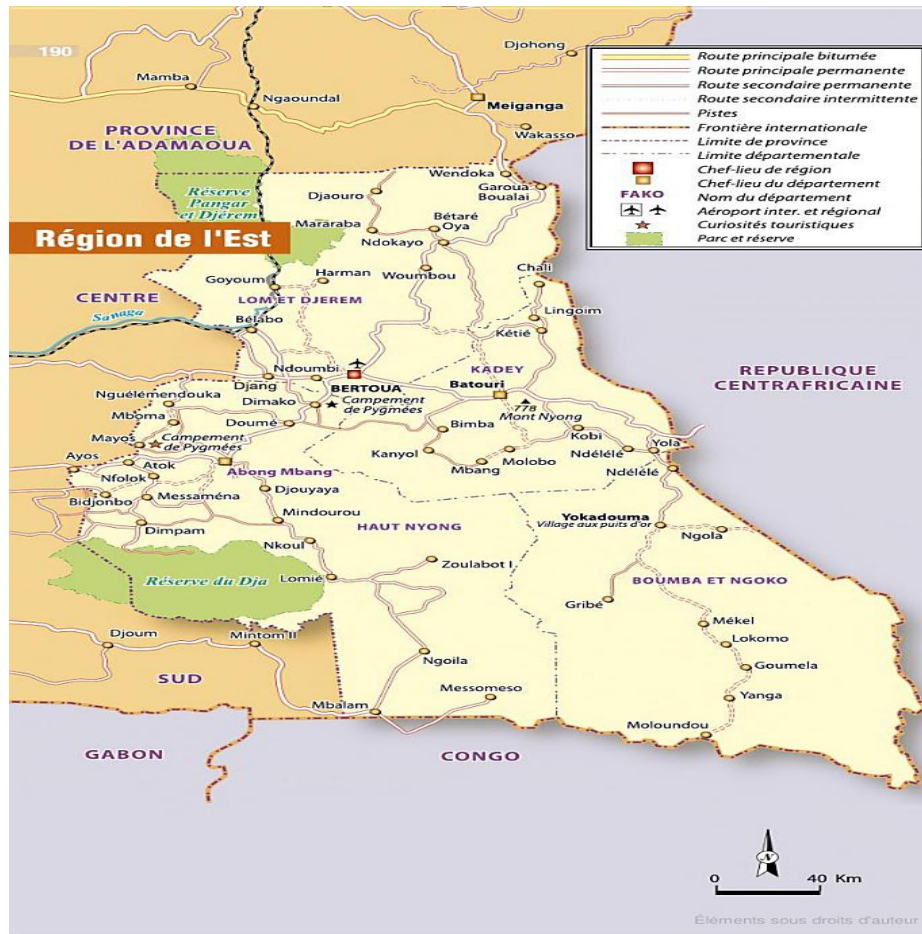 190
Djohong
Mamba
Ngaoundal
Meiganga
Wakasso
PROVINCE
DE L'ADAMAOUA
Route principale bitumée
Route principale permanente
Route secondaire permanente
Route secondaire intermittente
Pistes
Frontière internationale
Limite de province
Limite départementale
Chef-lieu de région
Chef-lieu du département
FAKO
Nom du département
Aéroport inter. et régional
Curiosités touristiques
Parc et réserve
Réserve
Pangar
et Djérem
Wendoka
Garoua
Boualai
Djaouro
Mararaba
Bétaré
Oya
Ndokayo
Région de l'Est
Woumbou
Chali
Goyoum
Harman
CENTRE
LOM ET DJEREM
Sanaga
Lingoim
Bélabo
Kétié
REPUBLIQUE
CENTRAFRICAINE
Ndoumbi
KADEY
Djang
BERTOUA
Batouri
Nguélémendouka
Dimako
Campement
de Pygmées
778
Mont Nyong
Mboma
Doumé
Bimba
Kobi
Mayos
Campement
de Pygmées
Kanyol
Molobo
Ndélélé
Yola
Ayos
Atok
Abong Mbang
Mbang
Ndélèlé
Nfolok
Djouyaya
Bidjonbo
Messaména
Mindourou
Yokadouma
Village aux puits d'or
Dimpam
HAUT NYONG
Ngola
Nkoul
Zoulabot I
Réserve du Dja
Lomié
BOUMBA ET NGOKO
Gribé
Mékel
Djoum
Mintom II
Lokomo
Ngoila
Goumela
SUD
Messomeso
Yanga
Mbalam
Moloundou
GABON
CONGO
N
0 40 Km
Éléments sous droits d'auteur